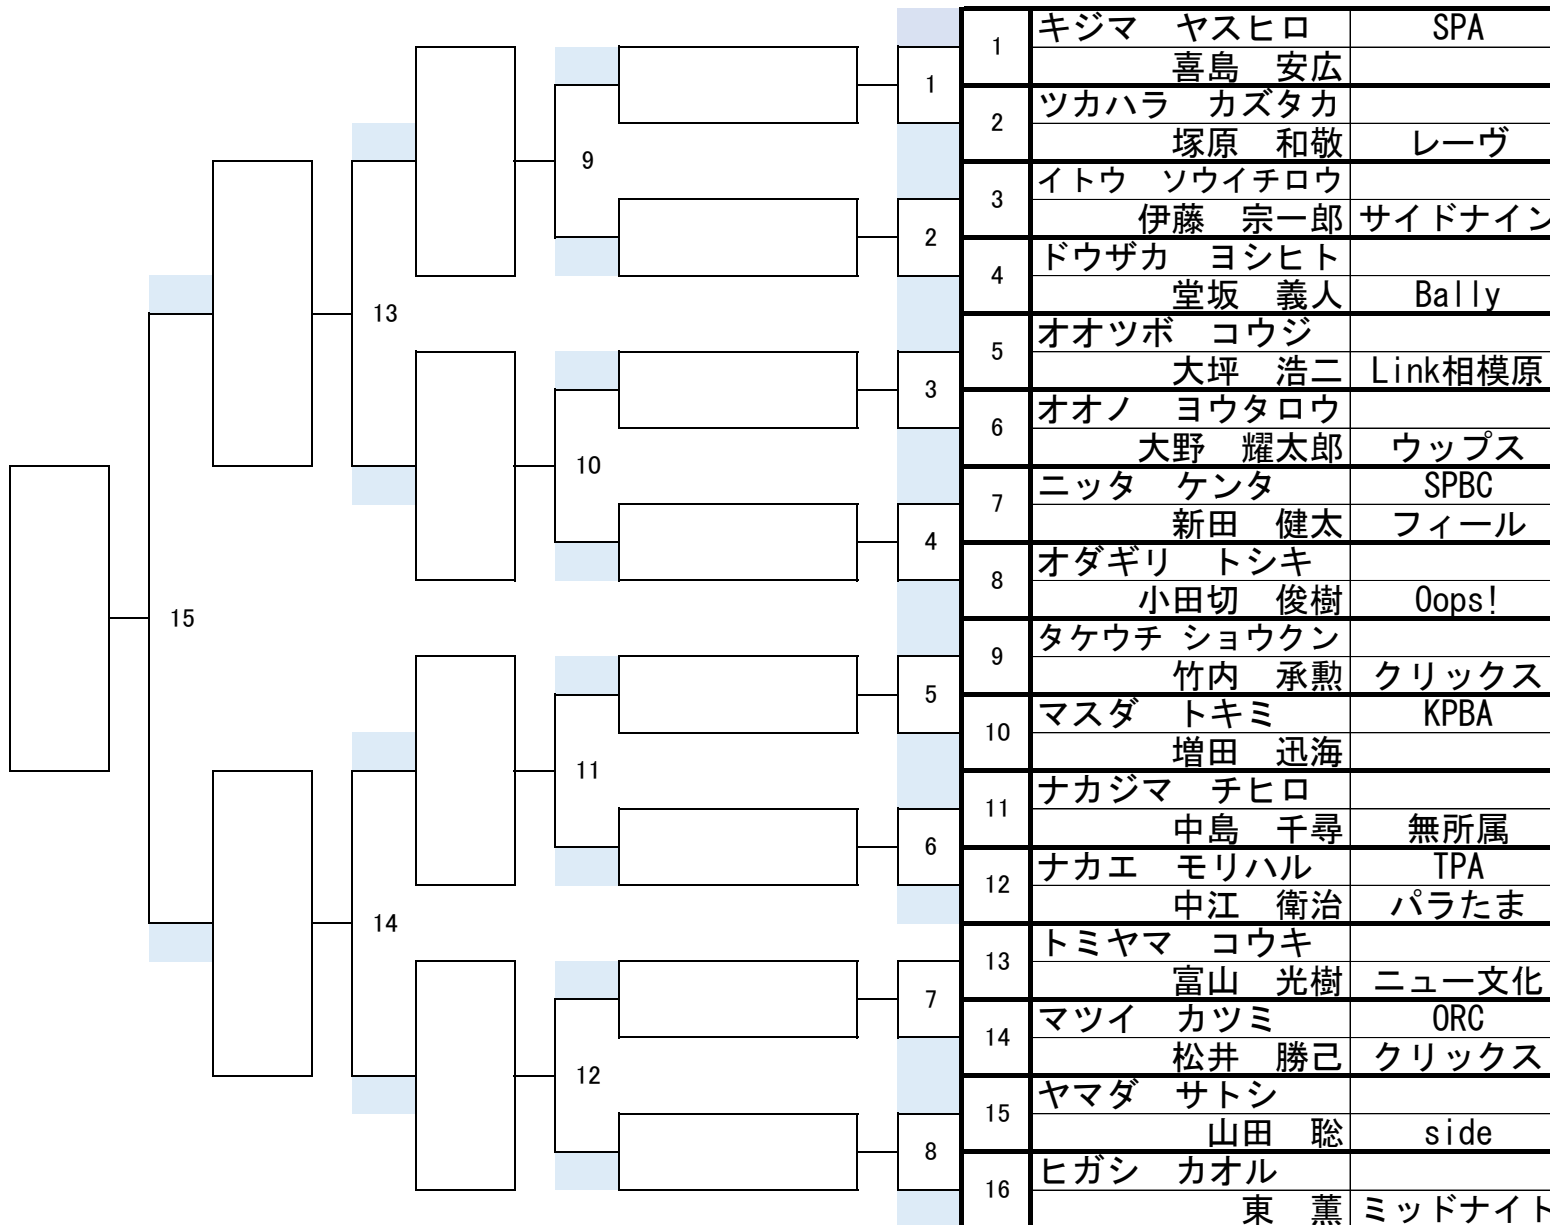 1 キジマ　ヤスヒロ SPA
喜島　安広
2 ツカハラ　カズタカ
塚原　和敬 レーヴ
3 イトウ　ソウイチロウ
伊藤　宗一郎 サイドナイン
4 ドウザカ　ヨシヒト
堂坂　義人 Bally
5 オオツボ　コウジ
大坪　浩二 Link相模原
6 オオノ　ヨウタロウ
大野　耀太郎 ウップス
7 ニッタ　ケンタ SPBC
新田　健太 フィール
8 オダギリ　トシキ
小田切　俊樹 Oops!
9 タケウチ ショウクン
竹内　承勲 クリックス
10 マスダ　トキミ KPBA
増田　迅海
11 ナカジマ　チヒロ
中島　千尋 無所属
12 ナカエ　モリハル TPA
中江　衛治 パラたま
13 トミヤマ　コウキ
富山　光樹 ニュー文化
14 マツイ　カツミ ORC
松井　勝己 クリックス
15 ヤマダ　サトシ
山田　聡 side
16 ヒガシ　カオル
東　薫 ミッドナイト
1
2
3
4
5
6
7
8
9
10
11
12
13
14
15